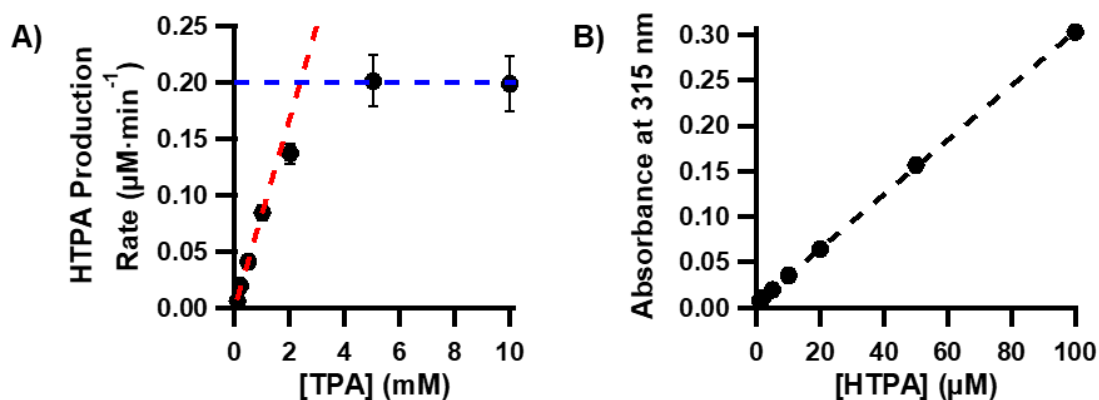 A)
HTPA Production
Rate (µM·min⁻¹)
0.25
0.20
0.15
0.10
0.05
0.00
0 2 4 6 8 10
[TPA] (mM)
B)
Absorbance at 315 nm
0.30
0.25
0.20
0.15
0.10
0.05
0.00
0 20 40 60 80 100
[HTPA] (µM)